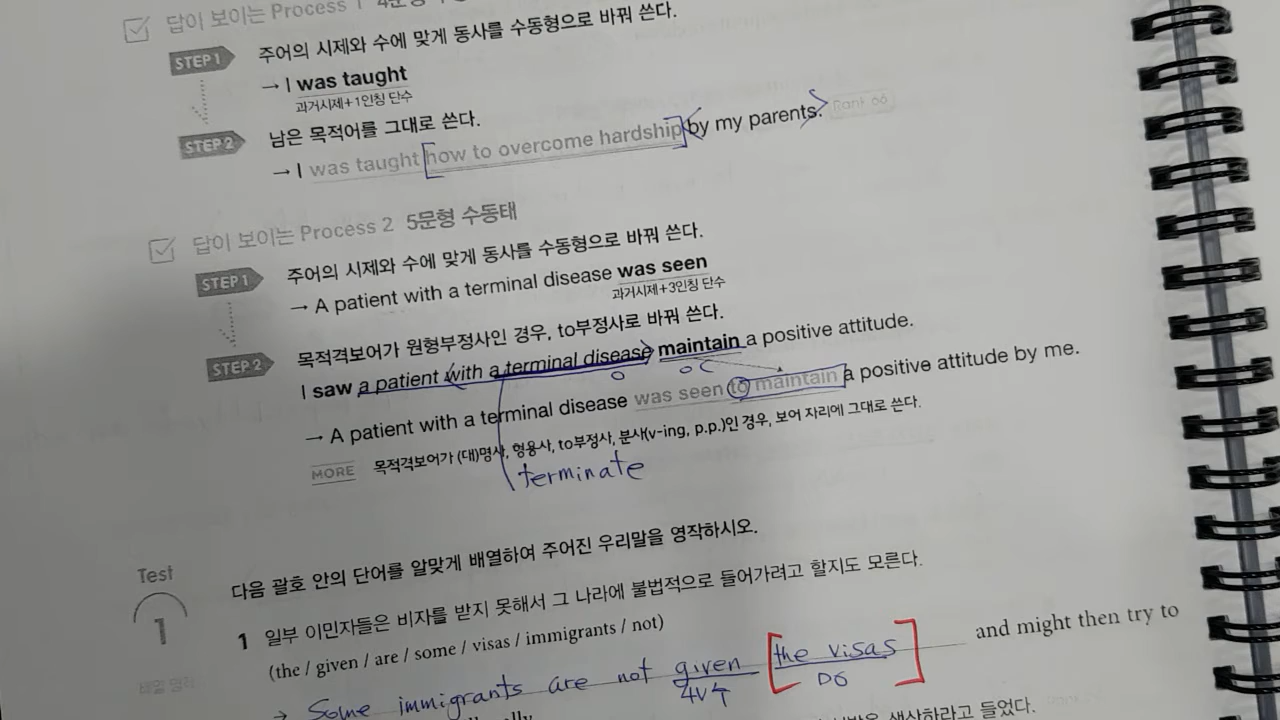 답이 보이는 Process 1 4문형 수
STEP 1 주어의 시제와 수에 맞게 동사를 수동형으로 바꿔 쓴다.
→ I was taught
과거시제+1인칭 단수
STEP 2 남은 목적어를 그대로 쓴다.
→ I was taught how to overcome hardship by my parents. Rank 66
답이 보이는 Process 2 5문형 수동태
STEP 1 주어의 시제와 수에 맞게 동사를 수동형으로 바꿔 쓴다.
→ A patient with a terminal disease was seen
과거시제+3인칭 단수
STEP 2 목적격보어가 원형부정사인 경우, to부정사로 바꿔 쓴다.
I saw a patient with a terminal disease maintain a positive attitude.
O OC
→ A patient with a terminal disease was seen to maintain a positive attitude by me.
MORE 목적격보어가 (대)명사, 형용사, to부정사, 분사(v-ing, p.p.)인 경우, 보어 자리에 그대로 쓴다.
terminate
Test 1 배열 영작
다음 괄호 안의 단어를 알맞게 배열하여 주어진 우리말을 영작하시오.
1 일부 이민자들은 비자를 받지 못해서 그 나라에 불법적으로 들어가려고 할지도 모른다.
(the / given / are / some / visas / immigrants / not)
→ Some immigrants are not given [the visas] and might then try to
DO
생산하라고 들었다.